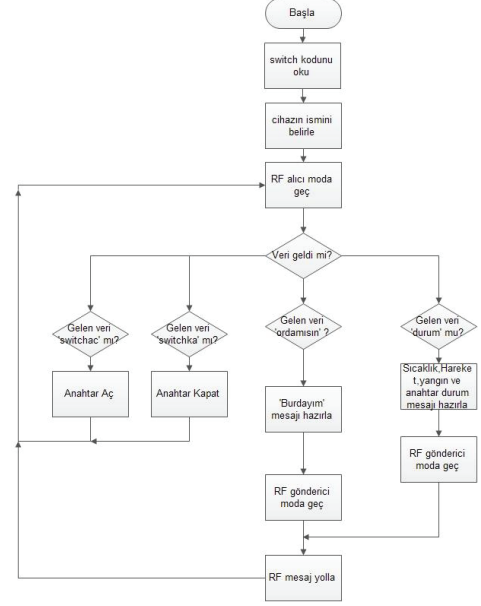 Başla
switch kodunu
oku
cihazın ismini
belirle
RF alıcı moda
geç
Veri geldi mi?
Gelen veri
'switchac' mı?
Gelen veri
'switchka' mı?
Gelen veri
'ordamısın' ?
Gelen veri
'durum' mu?
Anahtar Aç
Anahtar Kapat
'Burdayım'
mesajı hazırla
Sıcaklık,Hareke
t,yangın ve
anahtar durum
mesajı hazırla
RF gönderici
moda geç
RF gönderici
moda geç
RF mesaj yolla